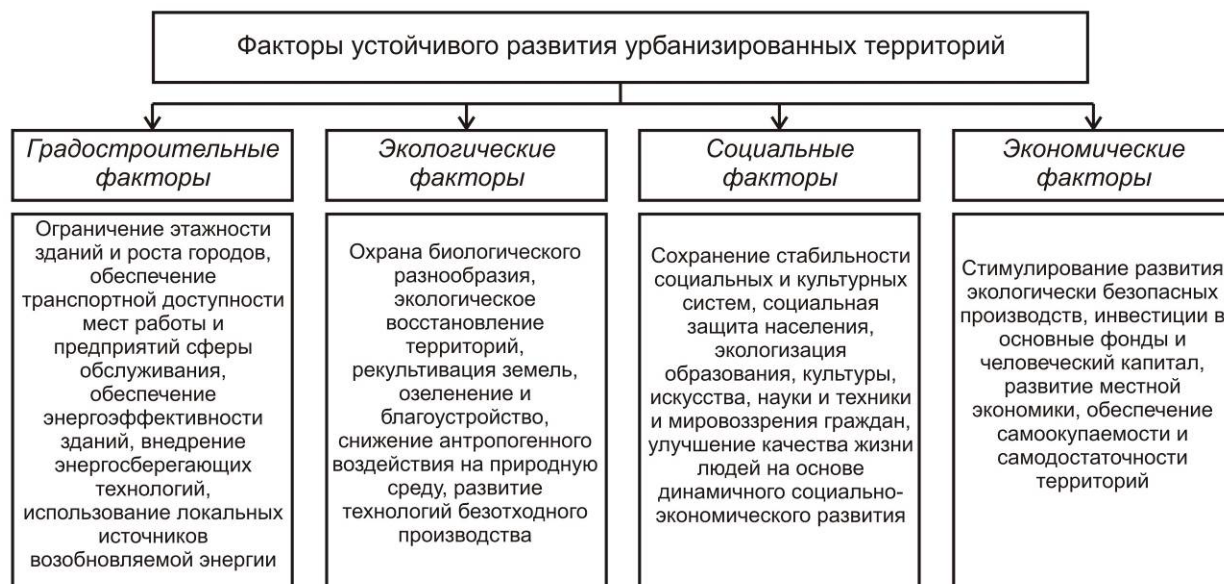 Факторы устойчивого развития урбанизированных территорий
Градостроительные
факторы
Экологические
факторы
Социальные
факторы
Экономические
факторы
Ограничение этажности
зданий и роста городов,
обеспечение
транспортной доступности
мест работы и
предприятий сферы
обслуживания,
обеспечение
энергоэффективности
зданий, внедрение
энергосберегающих
технологий,
использование локальных
источников
возобновляемой энергии
Охрана биологического
разнообразия,
экологическое
восстановление
территорий,
рекультивация земель,
озеленение и
благоустройство,
снижение антропогенного
воздействия на природную
среду, развитие
технологий безотходного
производства
Сохранение стабильности
социальных и культурных
систем, социальная
защита населения,
экологизация
образования, культуры,
искусства, науки и техники
и мировоззрения граждан,
улучшение качества жизни
людей на основе
динамичного социально-
экономического развития
Стимулирование развития
экологически безопасных
производств, инвестиции в
основные фонды и
человеческий капитал,
развитие местной
экономики, обеспечение
самоокупаемости и
самодостаточности
территорий